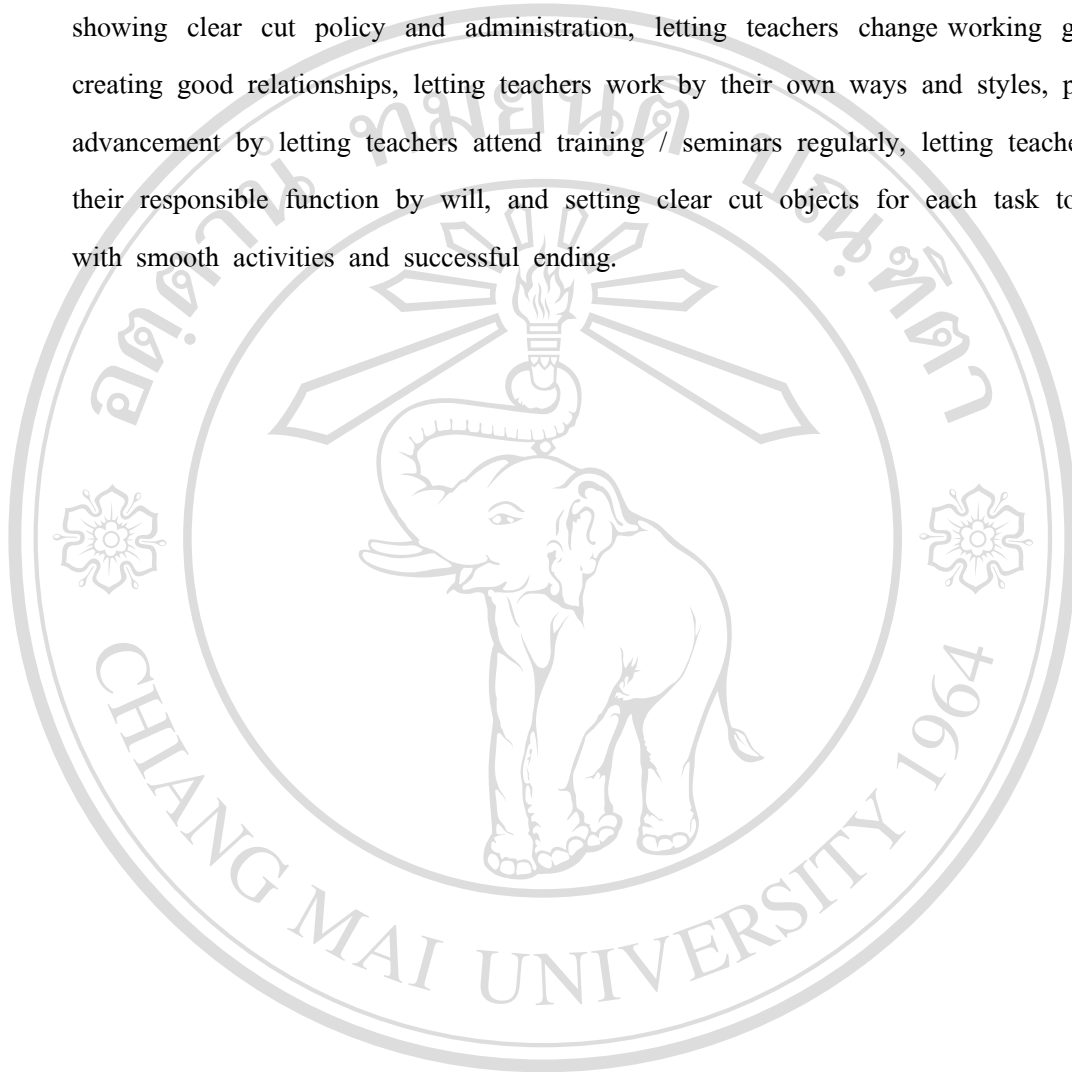 showing clear cut policy and administration, letting teachers change working
creating good relationships, letting teachers work by their own ways and styles,
advancement by letting teachers attend training / seminars regularly, letting
their responsible function by will, and setting clear cut objects for each task
with smooth activities and successful ending.
CHIANG MAI UNIVERSITY 1964